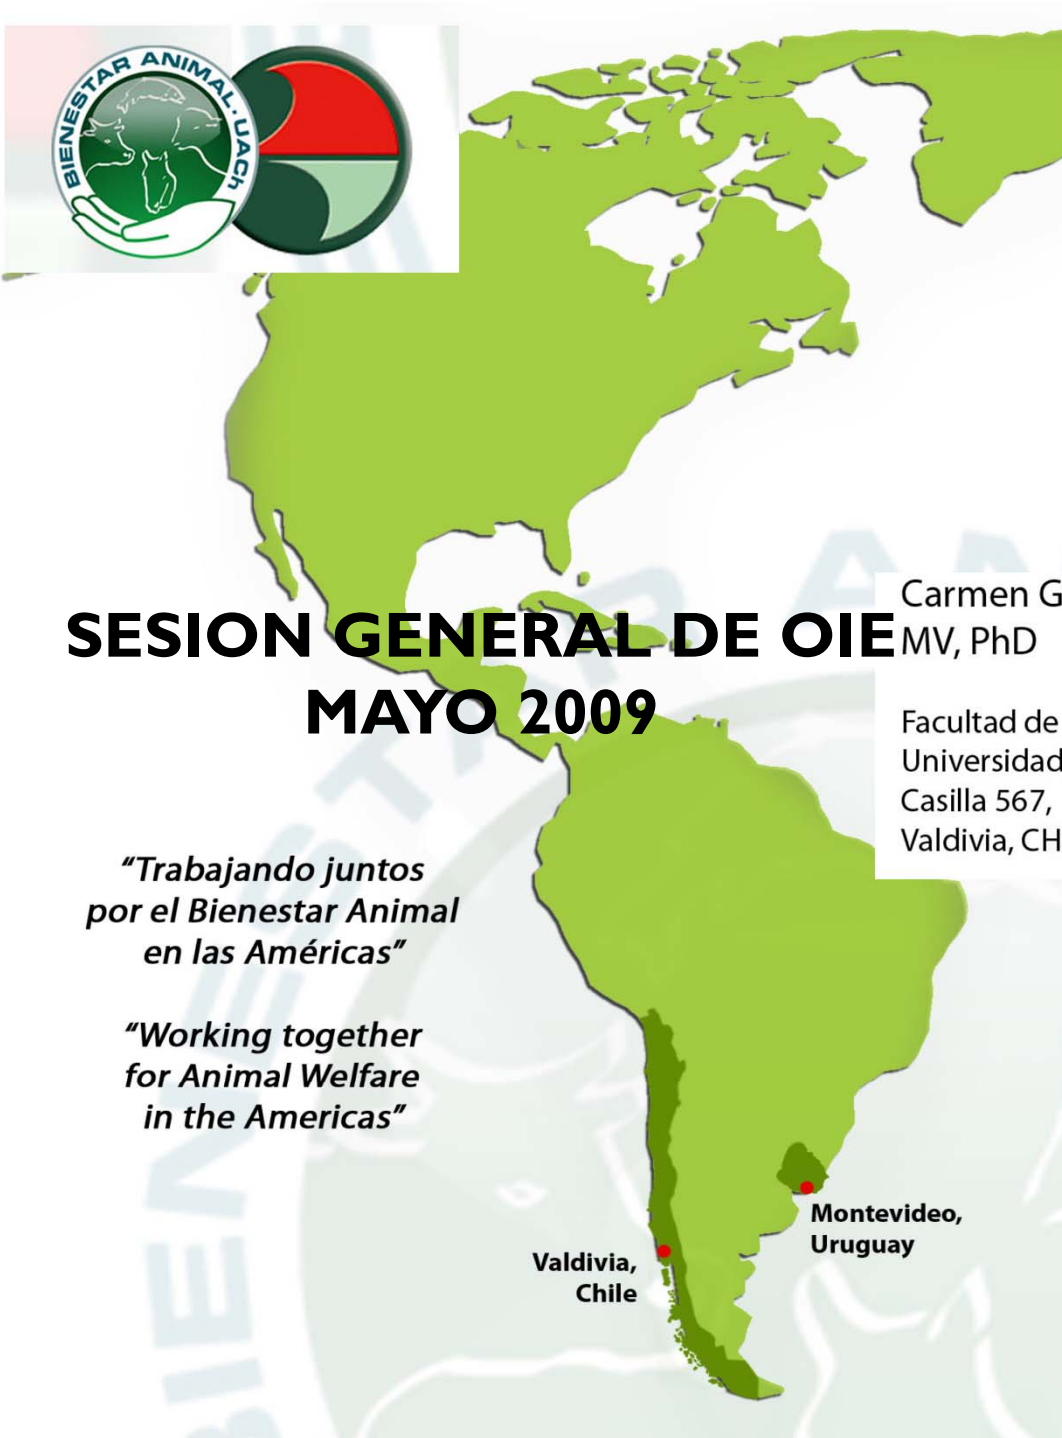 BIENESTAR ANIMAL · UACh
SESION GENERAL DE OIE
MAYO 2009
Carmen G
MV, PhD
Facultad de
Universidad
Casilla 567,
Valdivia, CH
“Trabajando juntos
por el Bienestar Animal
en las Américas”
“Working together
for Animal Welfare
in the Americas”
Montevideo,
Uruguay
Valdivia,
Chile